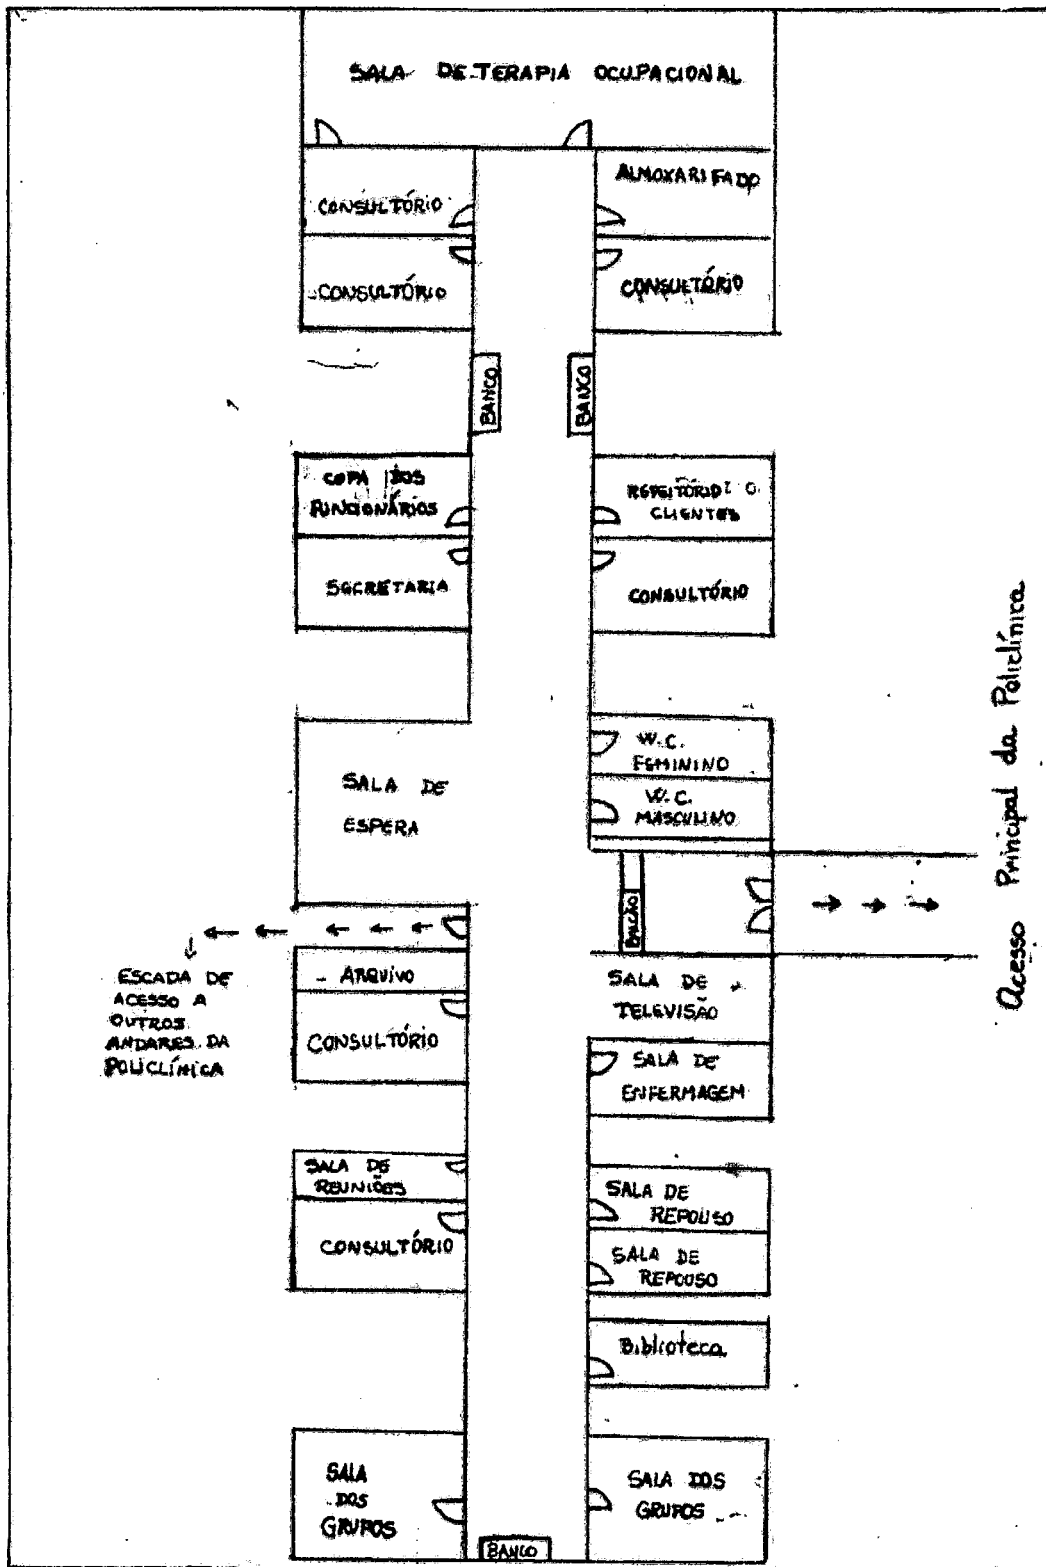 SALA DE TERAPIA OCUPACIONAL
CONSULTÓRIO
ALMOXARIFADO
CONSULTÓRIO
CONSULTÓRIO
BANCO
BANCO
COPA DOS
FUNCIONÁRIOS
CLIENTES
SECRETARIA
CONSULTÓRIO
SALA DE
ESPERA
W.C.
FEMININO
W.C.
MASCULINO
BALCÃO
Acesso Principal da Policlínica
ESCADA DE
ACESSO A
OUTROS
ANDARES DA
POLICLÍNICA
ARQUIVO
CONSULTÓRIO
SALA DE
TELEVISÃO
SALA DE
ENFERMAGEM
SALA DE
REUNIÕES
CONSULTÓRIO
SALA DE
REPOUSO
SALA DE
REPOUSO
Biblioteca
SALA
DOS
GRUPOS
SALA DOS
GRUPOS
BANCO